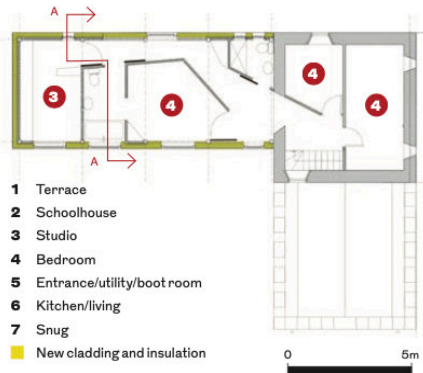 A
3
4
4
4
A
1 Terrace
2 Schoolhouse
3 Studio
4 Bedroom
5 Entrance/utility/boot room
6 Kitchen/living
7 Snug
New cladding and insulation
0 5m